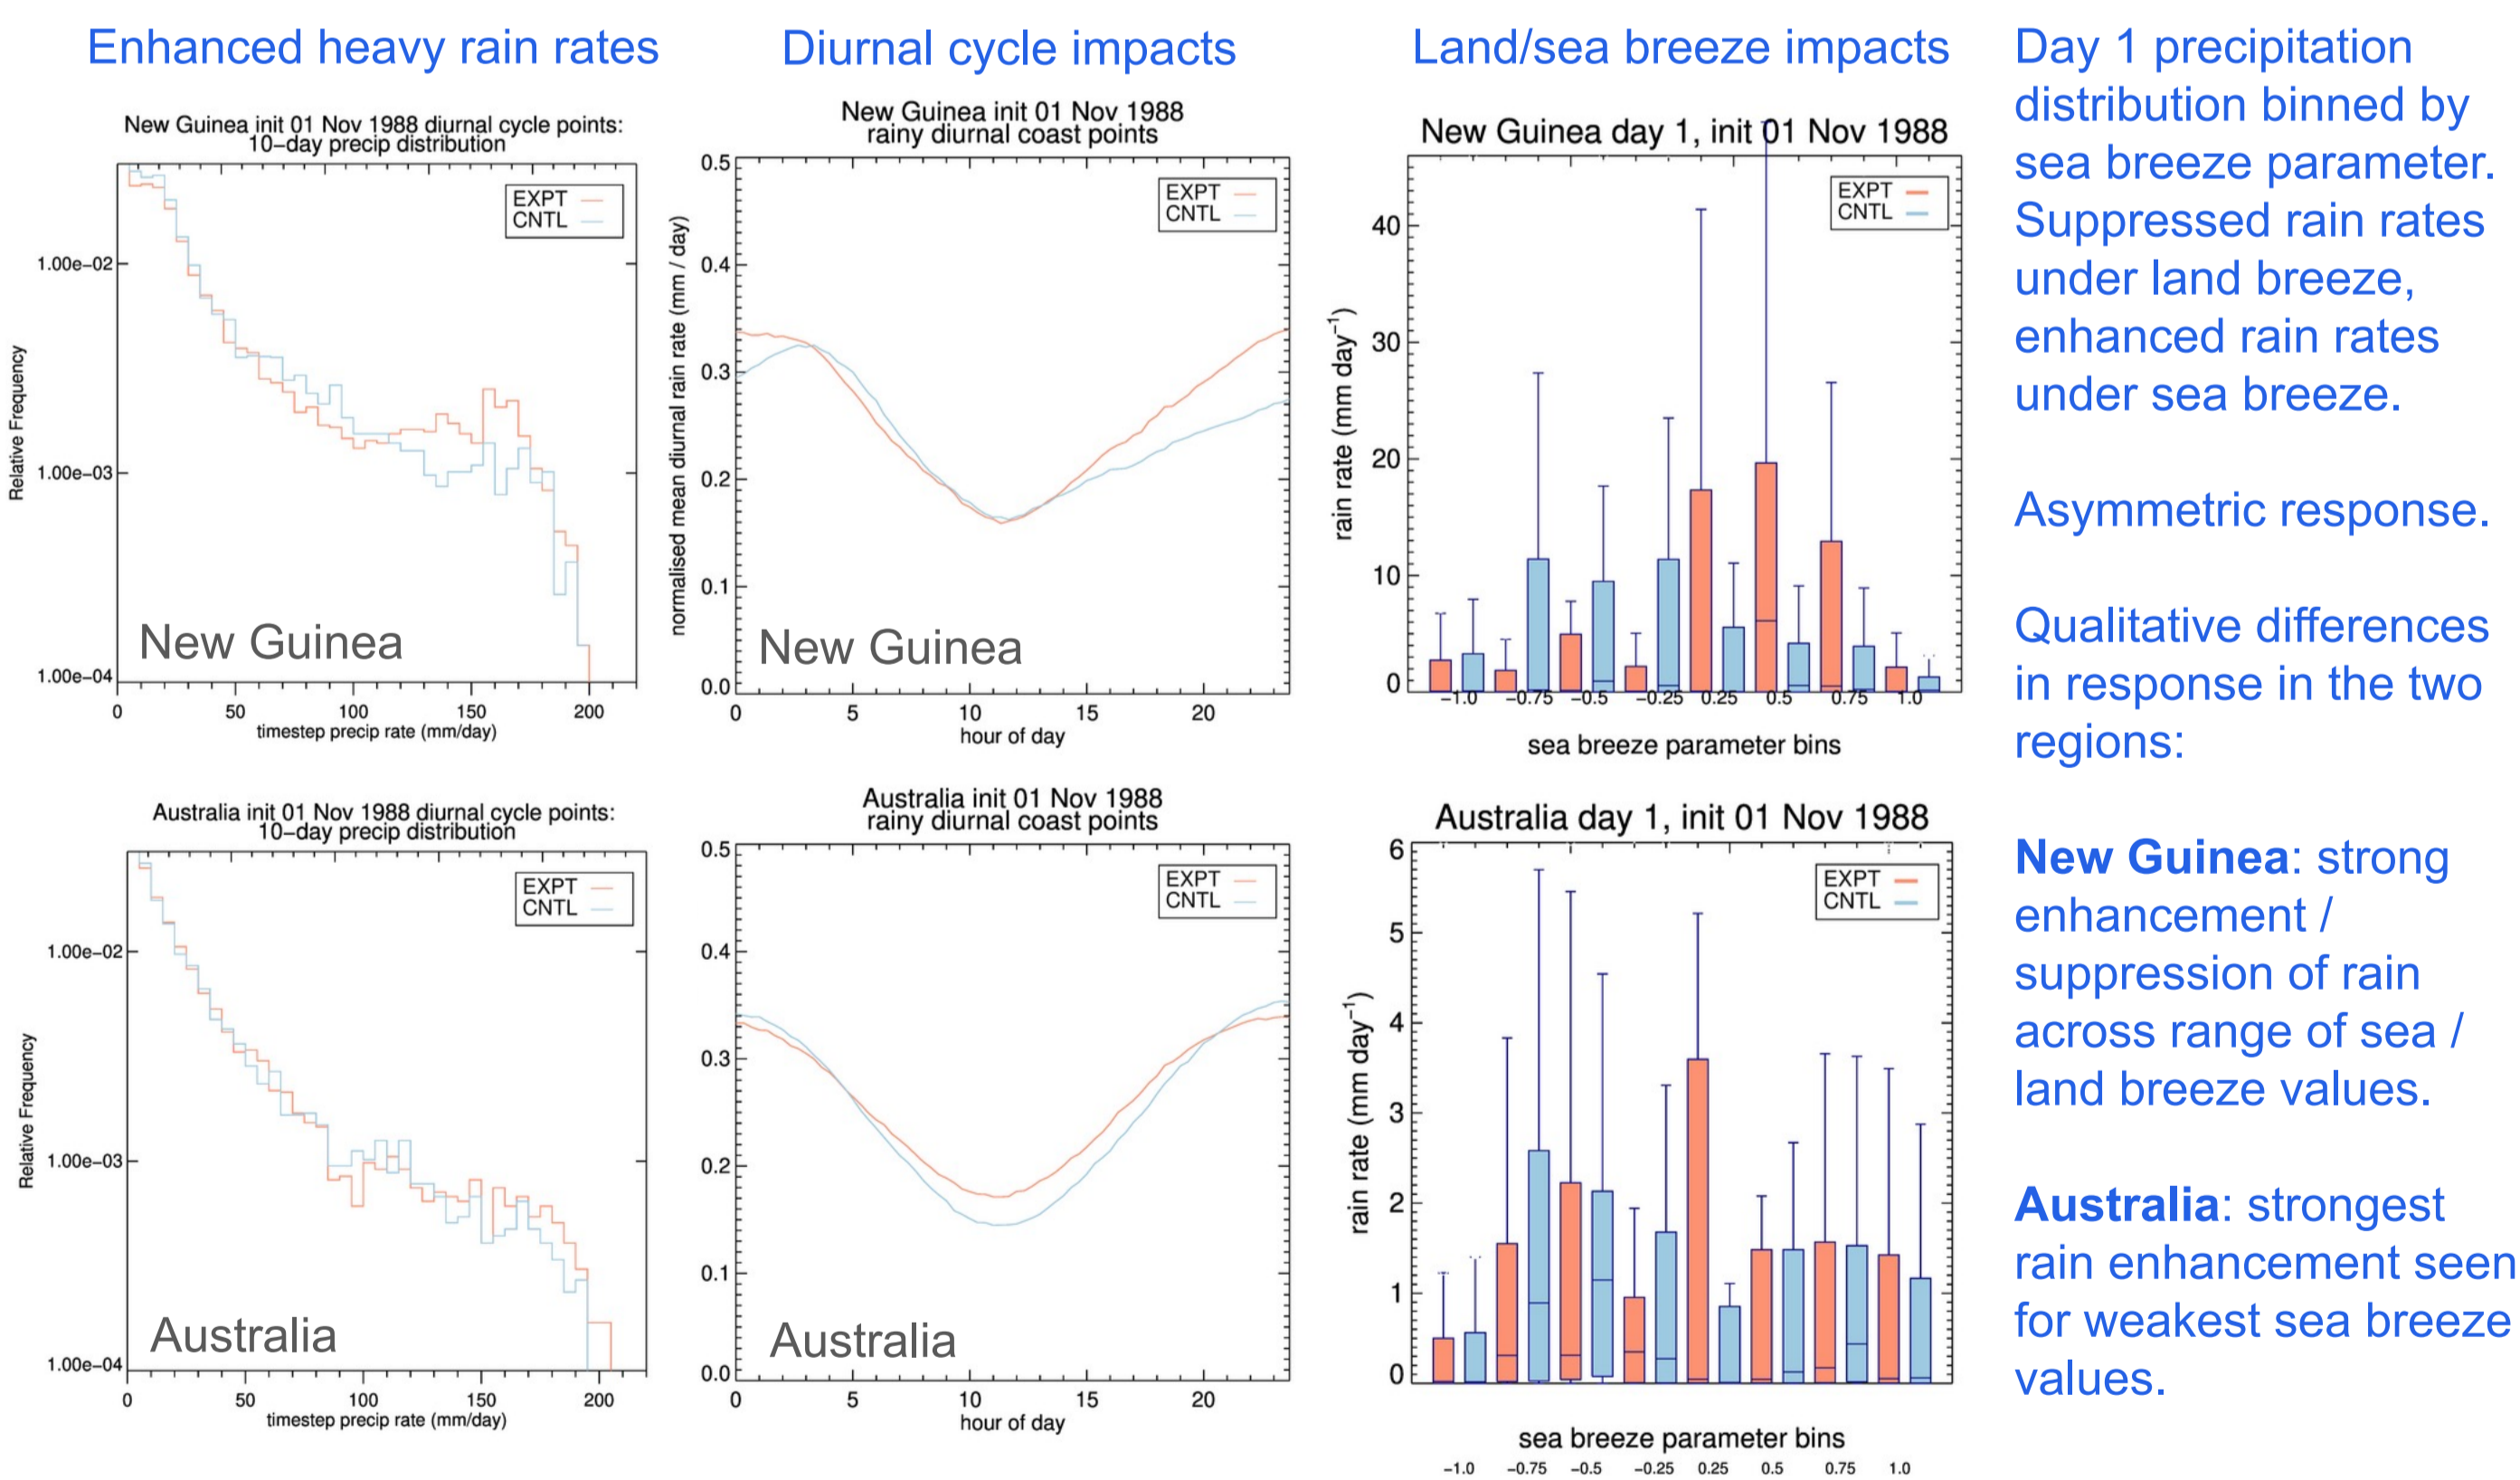 Enhanced heavy rain rates
Diurnal cycle impacts
Land/sea breeze impacts
New Guinea init 01 Nov 1988 diurnal cycle points:
10−day precip distribution
EXPT
CNTL
1.00e−02
1.00e−03
1.00e−04
Relative Frequency
New Guinea
0 50 100 150 200
timestep precip rate (mm/day)
New Guinea init 01 Nov 1988
rainy diurnal coast points
EXPT
CNTL
0.5
0.4
0.3
0.2
0.1
0.0
normalised mean diurnal rain rate (mm / day)
New Guinea
0 5 10 15 20
hour of day
New Guinea day 1, init 01 Nov 1988
EXPT
CNTL
40
30
20
10
0
rain rate (mm day−1)
−1.0 −0.75 −0.5 −0.25 0.25 0.5 0.75 1.0
sea breeze parameter bins
Australia init 01 Nov 1988 diurnal cycle points:
10−day precip distribution
EXPT
CNTL
1.00e−02
1.00e−03
1.00e−04
Relative Frequency
Australia
0 50 100 150 200
timestep precip rate (mm/day)
Australia init 01 Nov 1988
rainy diurnal coast points
EXPT
CNTL
0.5
0.4
0.3
0.2
0.1
0.0
Australia
0 5 10 15 20
hour of day
Australia day 1, init 01 Nov 1988
EXPT
CNTL
6
5
4
3
2
1
0
rain rate (mm day−1)
sea breeze parameter bins
−1.0 −0.75 −0.5 −0.25 0.25 0.5 0.75 1.0
Day 1 precipitation
distribution binned by
sea breeze parameter.
Suppressed rain rates
under land breeze,
enhanced rain rates
under sea breeze.
Asymmetric response.
Qualitative differences
in response in the two
regions:
New Guinea: strong
enhancement /
suppression of rain
across range of sea /
land breeze values.
Australia: strongest
rain enhancement seen
for weakest sea breeze
values.